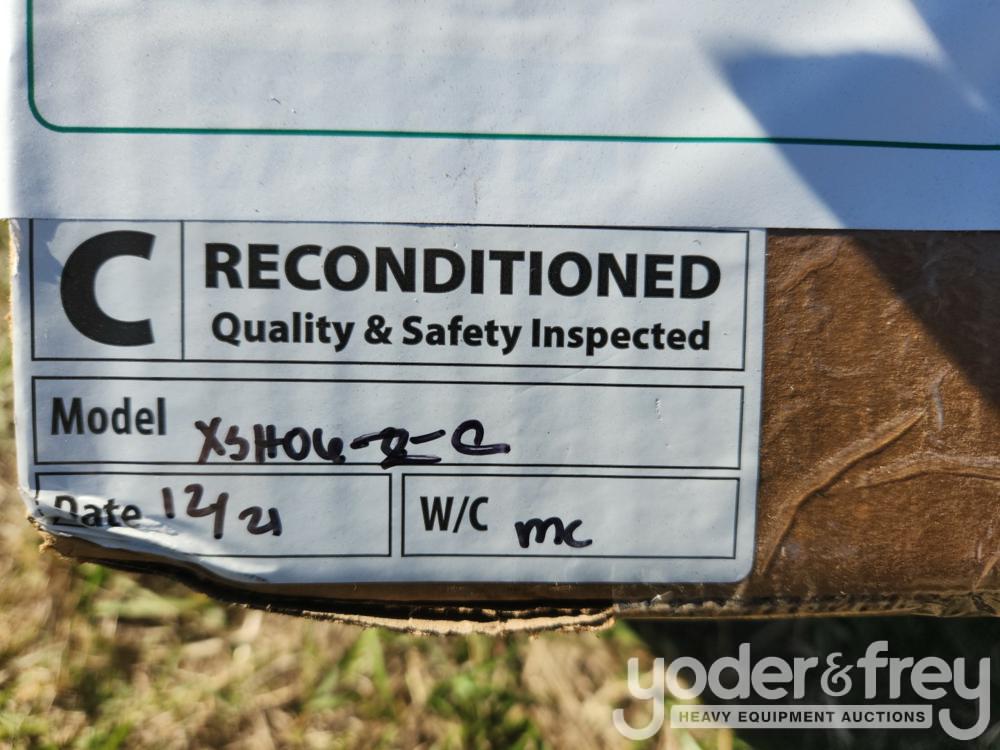 C RECONDITIONED
Quality & Safety Inspected
Model XSH06-2-C
Date 12/21
W/C mc
yoder&frey
HEAVY EQUIPMENT AUCTIONS